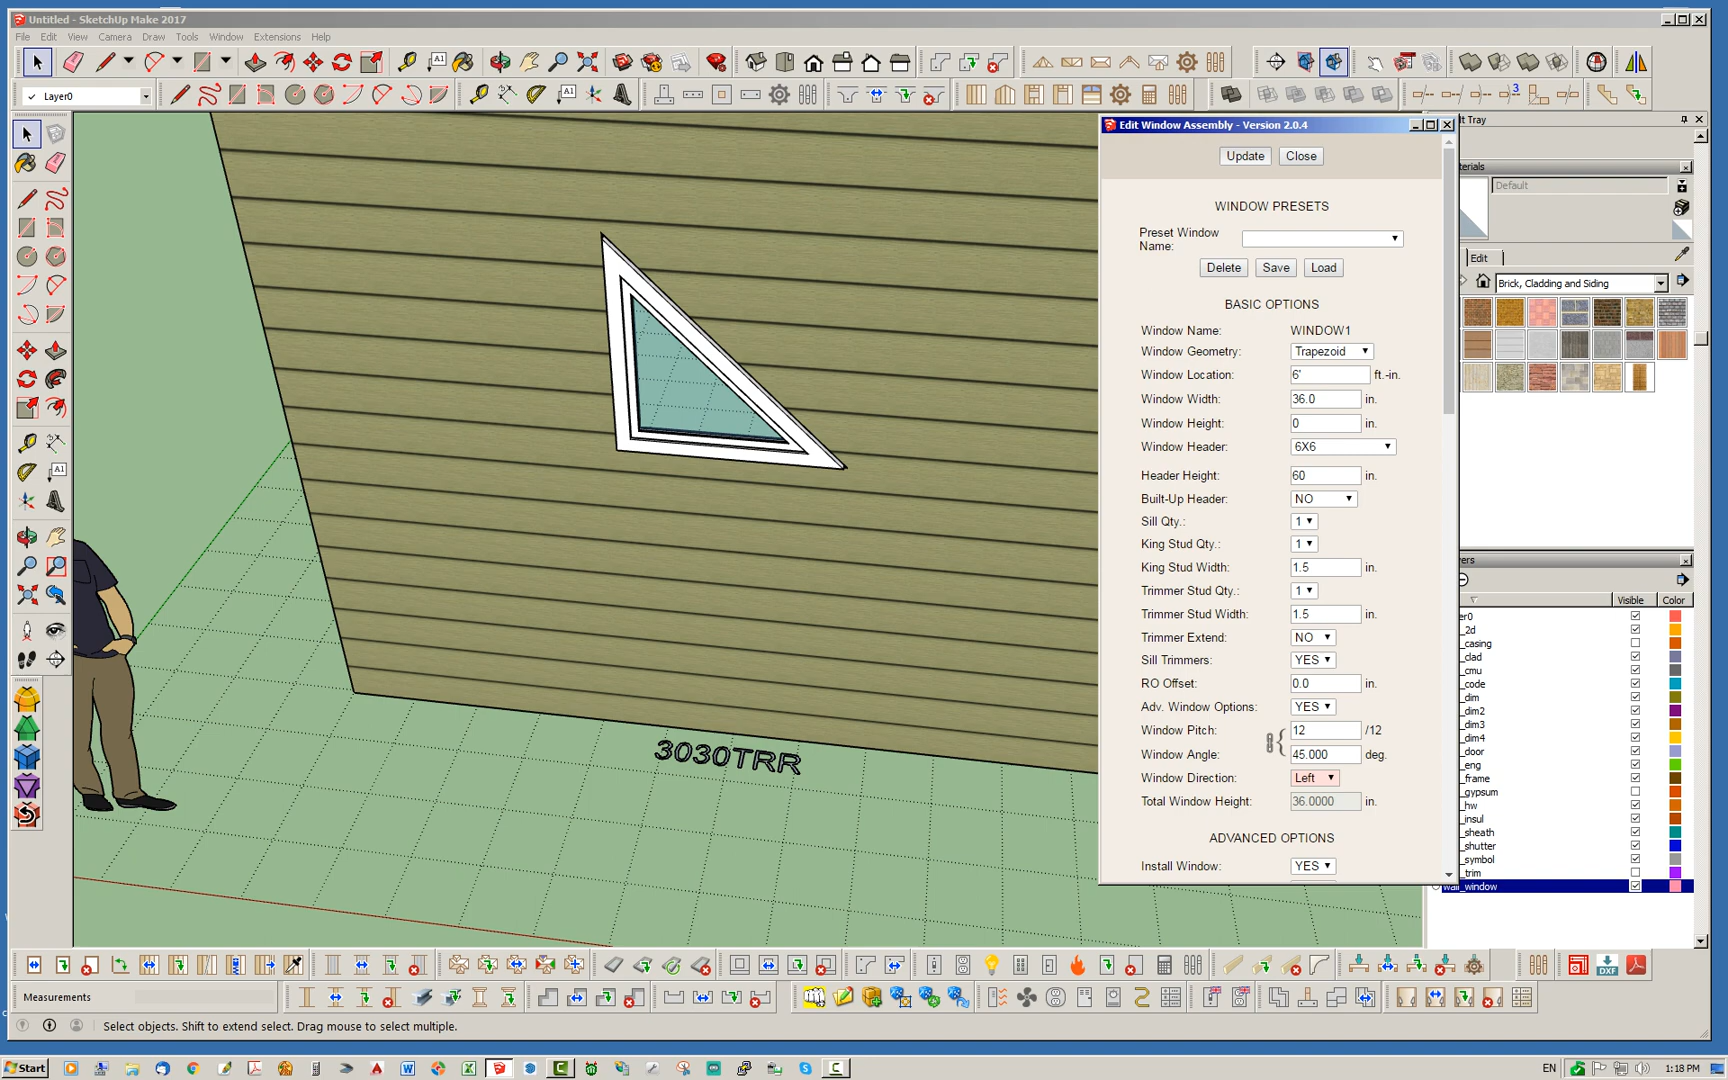 Untitled - SketchUp Make 2017
File Edit View Camera Draw Tools Window Extensions Help
Layer0
Edit Window Assembly - Version 2.0.4
Update Close
WINDOW PRESETS
Preset Window Name:
Delete Save Load
BASIC OPTIONS
Window Name: WINDOW1
Window Geometry: Trapezoid
Window Location: 6' ft.-in.
Window Width: 36.0 in.
Window Height: 0 in.
Window Header: 6X6
Header Height: 60 in.
Built-Up Header: NO
Sill Qty.: 1
King Stud Qty.: 1
King Stud Width: 1.5 in.
Trimmer Stud Qty.: 1
Trimmer Stud Width: 1.5 in.
Trimmer Extend: NO
Sill Trimmers: YES
RO Offset: 0.0 in.
Adv. Window Options: YES
Window Pitch: 12 /12
Window Angle: 45.000 deg.
Window Direction: Left
Total Window Height: 36.0000 in.
ADVANCED OPTIONS
Install Window: YES
lt Tray
terials
Default
Edit
Brick, Cladding and Siding
yers
Visible Color
er0
_2d
_casing
_clad
_cmu
_code
_dim
_dim2
_dim3
_dim4
_door
_eng
_frame
_gypsum
_hw
_insul
_sheath
_shutter
_symbol
_trim
wall_window
3030TRR
Measurements
Select objects. Shift to extend select. Drag mouse to select multiple.
Start
EN
1:18 PM